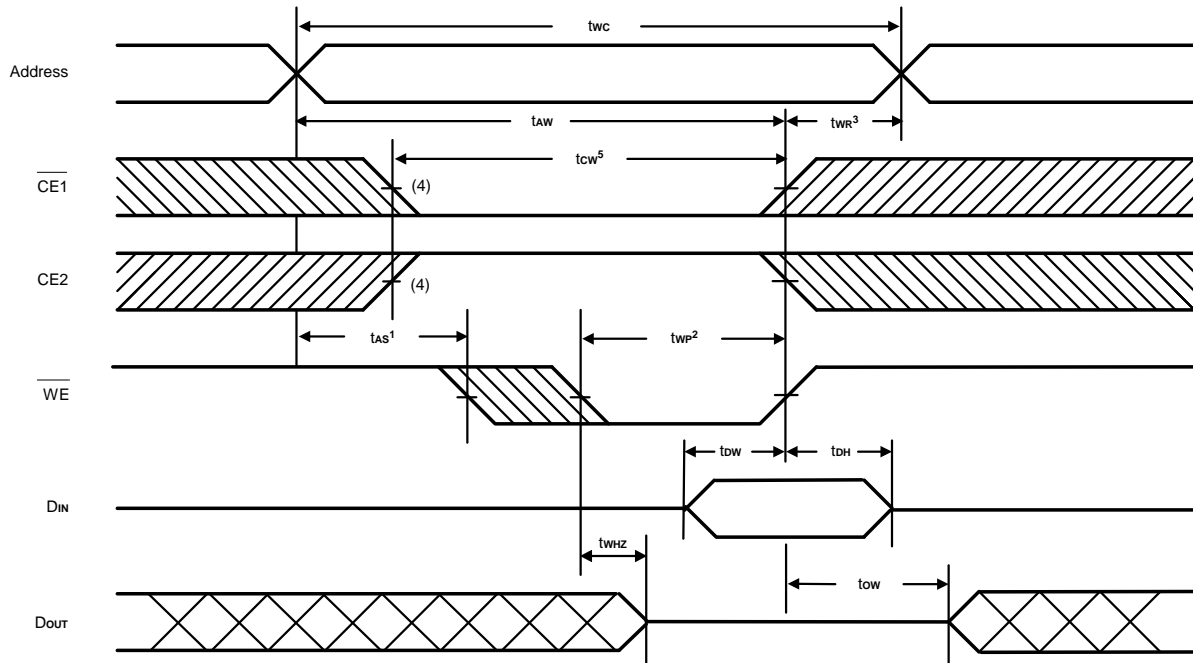 tWC
Address
tAW
tWR3
tCW5
CE1
(4)
CE2
(4)
tAS1
tWP2
WE
tDW
tDH
DIN
tWHZ
tOW
DOUT